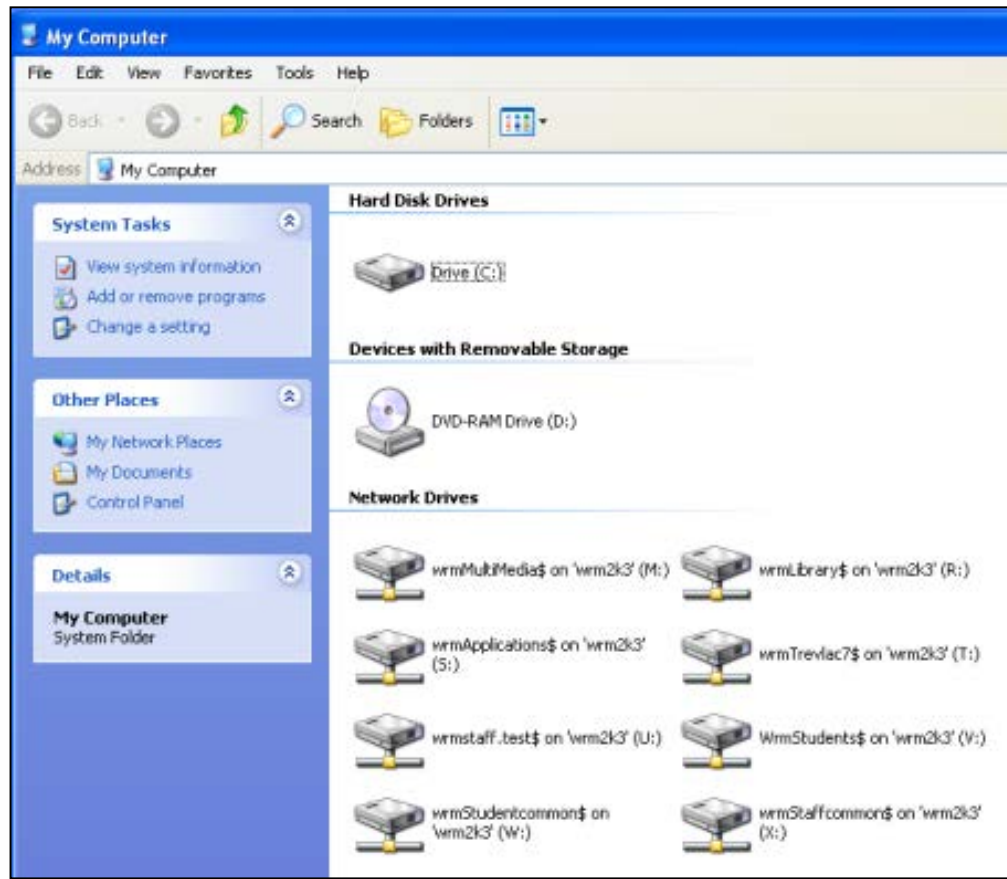 My Computer
File Edit View Favorites Tools Help
Back Search Folders
Address My Computer
System Tasks
View system information
Add or remove programs
Change a setting
Other Places
My Network Places
My Documents
Control Panel
Details
My Computer
System Folder
Hard Disk Drives
Drive (C:)
Devices with Removable Storage
DVD-RAM Drive (D:)
Network Drives
wrmMultiMedia$ on 'wrm2k3' (M:)
wrmLibrary$ on 'wrm2k3' (R:)
wrmApplications$ on 'wrm2k3'
(S:)
wrmTrevlac7$ on 'wrm2k3' (T:)
wrmstaff.test$ on 'wrm2k3' (U:)
WrmStudents$ on 'wrm2k3' (V:)
wrmStudentcommon$ on
'wrm2k3' (W:)
wrmStaffcommon$ on 'wrm2k3'
(X:)